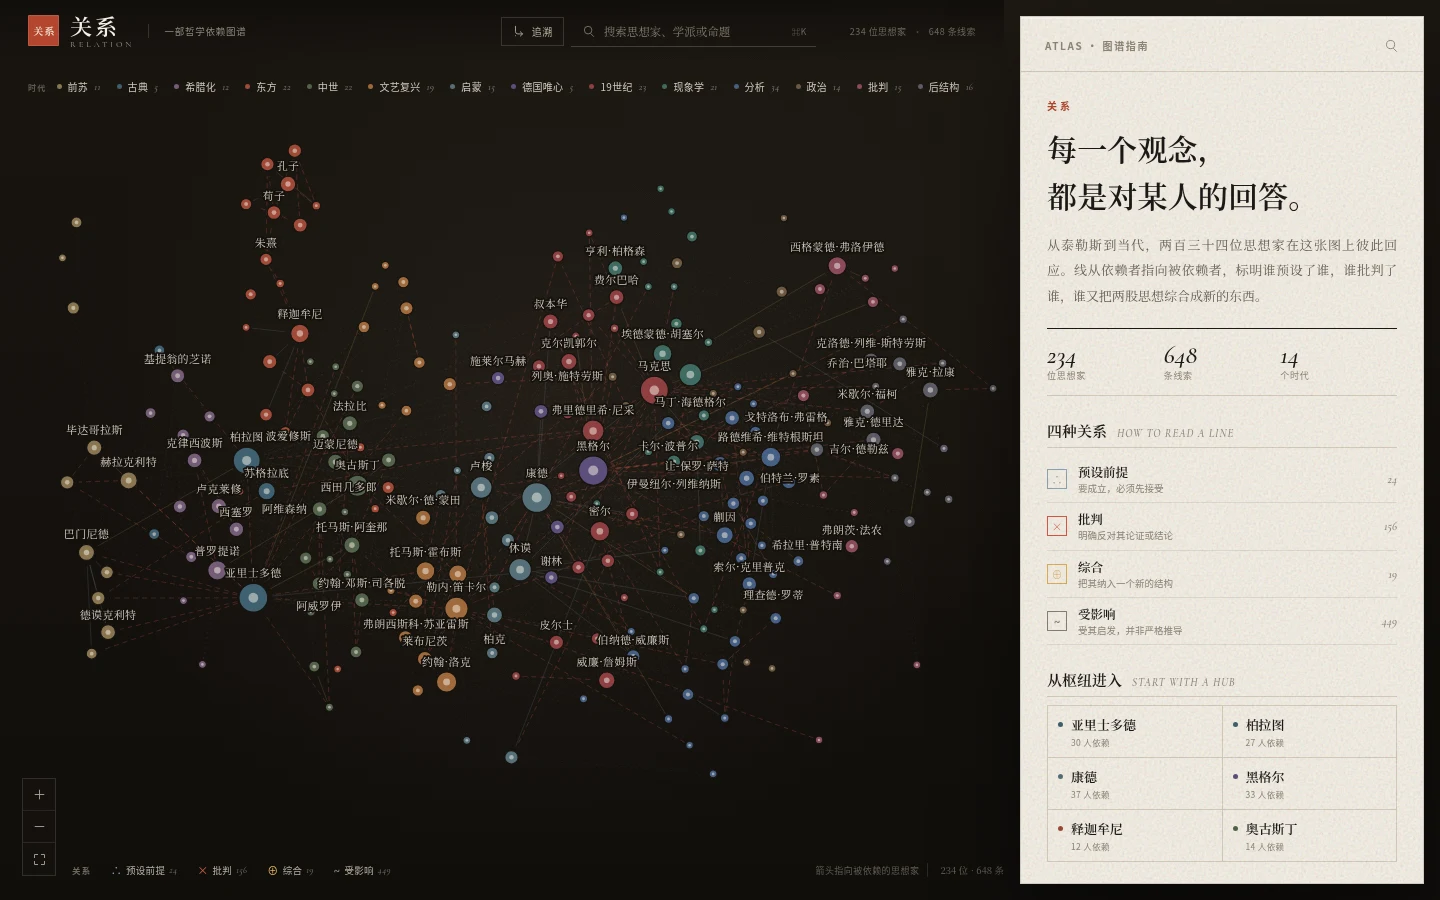 关系
关系
RELATION
一部哲学依赖图谱
追溯
搜索思想家、学派或命题
⌘K
234 位思想家 • 648 条线索
时代
前苏 11
古典 5
希腊化 12
东方 22
中世 22
文艺复兴 19
启蒙 15
德国唯心 5
19世纪 23
现象学 21
分析 34
政治 14
批判 15
后结构 16
孔子
荀子
朱熹
释迦牟尼
基提翁的芝诺
法拉比
毕达哥拉斯
克律西波斯
柏拉图
波爱修斯
迈蒙尼德
赫拉克利特
苏格拉底
奥古斯丁
卢克莱修
西田几多郎
西塞罗
阿维森纳
米歇尔·德·蒙田
巴门尼德
托马斯·阿奎那
普罗提诺
亚里士多德
托马斯·霍布斯
约翰·邓斯·司各脱
勒内·笛卡尔
德谟克利特
阿威罗伊
弗朗西斯科·苏亚雷斯
莱布尼茨
柏克
约翰·洛克
亨利·柏格森
费尔巴哈
西格蒙德·弗洛伊德
叔本华
克尔凯郭尔
埃德蒙德·胡塞尔
克洛德·列维-斯特劳斯
施莱尔马赫
列奥·施特劳斯
马克思
乔治·巴塔耶
雅克·拉康
弗里德里希·尼采
马丁·海德格尔
米歇尔·福柯
戈特洛布·弗雷格
雅克·德里达
黑格尔
卡尔·波普尔
路德维希·维特根斯坦
吉尔·德勒兹
卢梭
康德
让-保罗·萨特
伊曼纽尔·列维纳斯
伯特兰·罗素
密尔
蒯因
弗朗茨·法农
休谟
谢林
希拉里·普特南
索尔·克里普克
理查德·罗蒂
皮尔士
伯纳德·威廉斯
威廉·詹姆斯
+
−
关系
∴ 预设前提 24
× 批判 156
⊕ 综合 19
~ 受影响 449
箭头指向被依赖的思想家
234 位 · 648 条
ATLAS • 图谱指南
关系
每一个观念，
都是对某人的回答。
从泰勒斯到当代，两百三十四位思想家在这张图上彼此回
应。线从依赖者指向被依赖者，标明谁预设了谁，谁批判了
谁，谁又把两股思想综合成新的东西。
234
位思想家
648
条线索
14
个时代
四种关系 HOW TO READ A LINE
预设前提
要成立，必须先接受
24
批判
明确反对其论证或结论
156
综合
把其纳入一个新的结构
19
受影响
受其启发，并非严格推导
449
从枢纽进入 START WITH A HUB
亚里士多德
30 人依赖
柏拉图
27 人依赖
康德
37 人依赖
黑格尔
33 人依赖
释迦牟尼
12 人依赖
奥古斯丁
14 人依赖